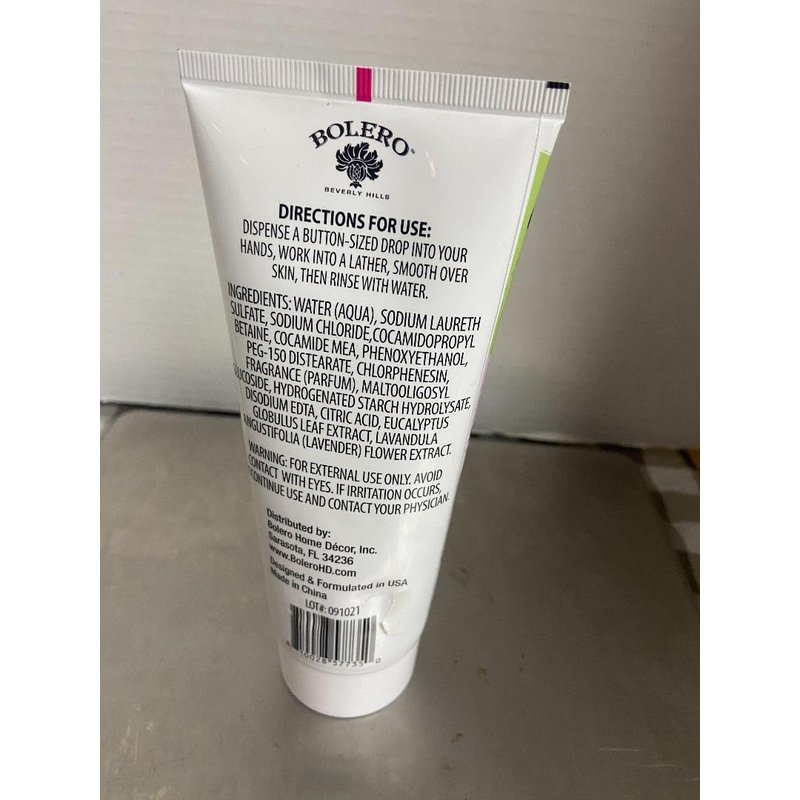 BOLERO™
BEVERLY HILLS
DIRECTIONS FOR USE:
DISPENSE A BUTTON-SIZED DROP INTO YOUR
HANDS, WORK INTO A LATHER, SMOOTH OVER
SKIN, THEN RINSE WITH WATER.
INGREDIENTS: WATER (AQUA), SODIUM LAURETH
SULFATE, SODIUM CHLORIDE,COCAMIDOPROPYL
BETAINE, COCAMIDE MEA, PHENOXYETHANOL,
PEG-150 DISTEARATE, CHLORPHENESIN,
FRAGRANCE (PARFUM), MALTOOLIGOSYL
GLUCOSIDE, HYDROGENATED STARCH HYDROLYSATE,
DISODIUM EDTA, CITRIC ACID, EUCALYPTUS
GLOBULUS LEAF EXTRACT, LAVANDULA
ANGUSTIFOLIA (LAVENDER) FLOWER EXTRACT.
WARNING: FOR EXTERNAL USE ONLY. AVOID
CONTACT WITH EYES. IF IRRITATION OCCURS,
CONTINUE USE AND CONTACT YOUR PHYSICIAN.
Distributed by:
Bolero Home Décor, Inc.
Sarasota, FL 34236
www.BoleroHD.com
Designed & Formulated in USA
Made in China
LOT#: 091021